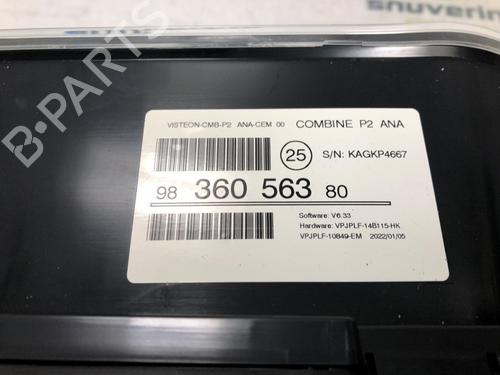 snuverin
VISTEON-CMB-P2 ANA-CEM 00 COMBINE P2 ANA
25 S/N: KAGKP4667
98 360 563 80
Software: V6.33
Hardware: VPJPLF-14B115-HK
VPJPLF-10849-EM 2022/01/05
B-PARTS